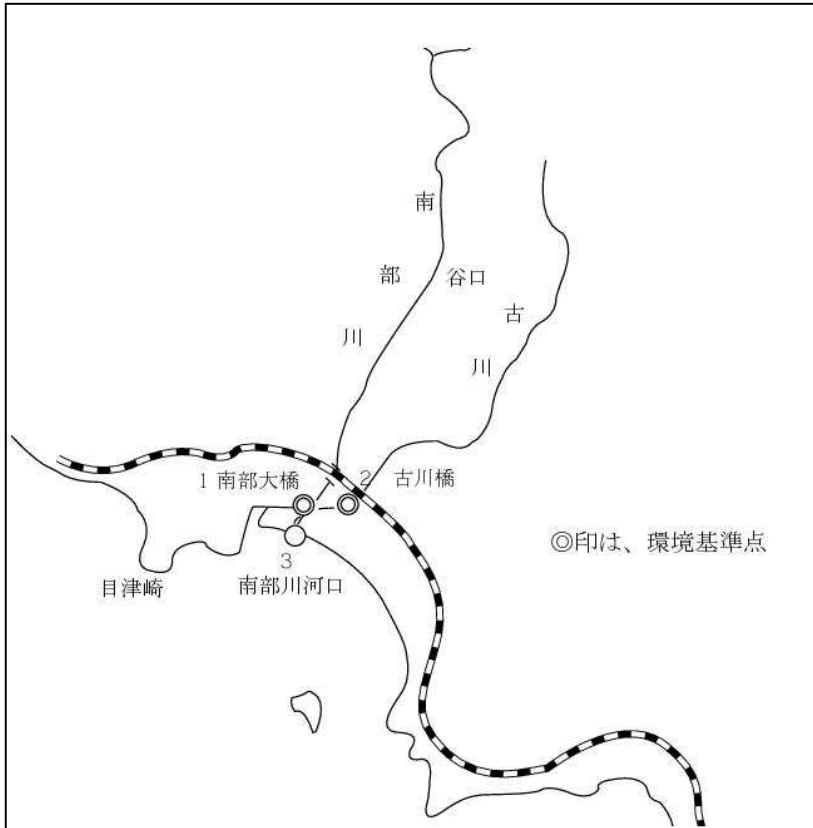 南部川
谷口
古川
1 南部大橋
2 古川橋
3
南部川河口
目津崎
◎印は、環境基準点